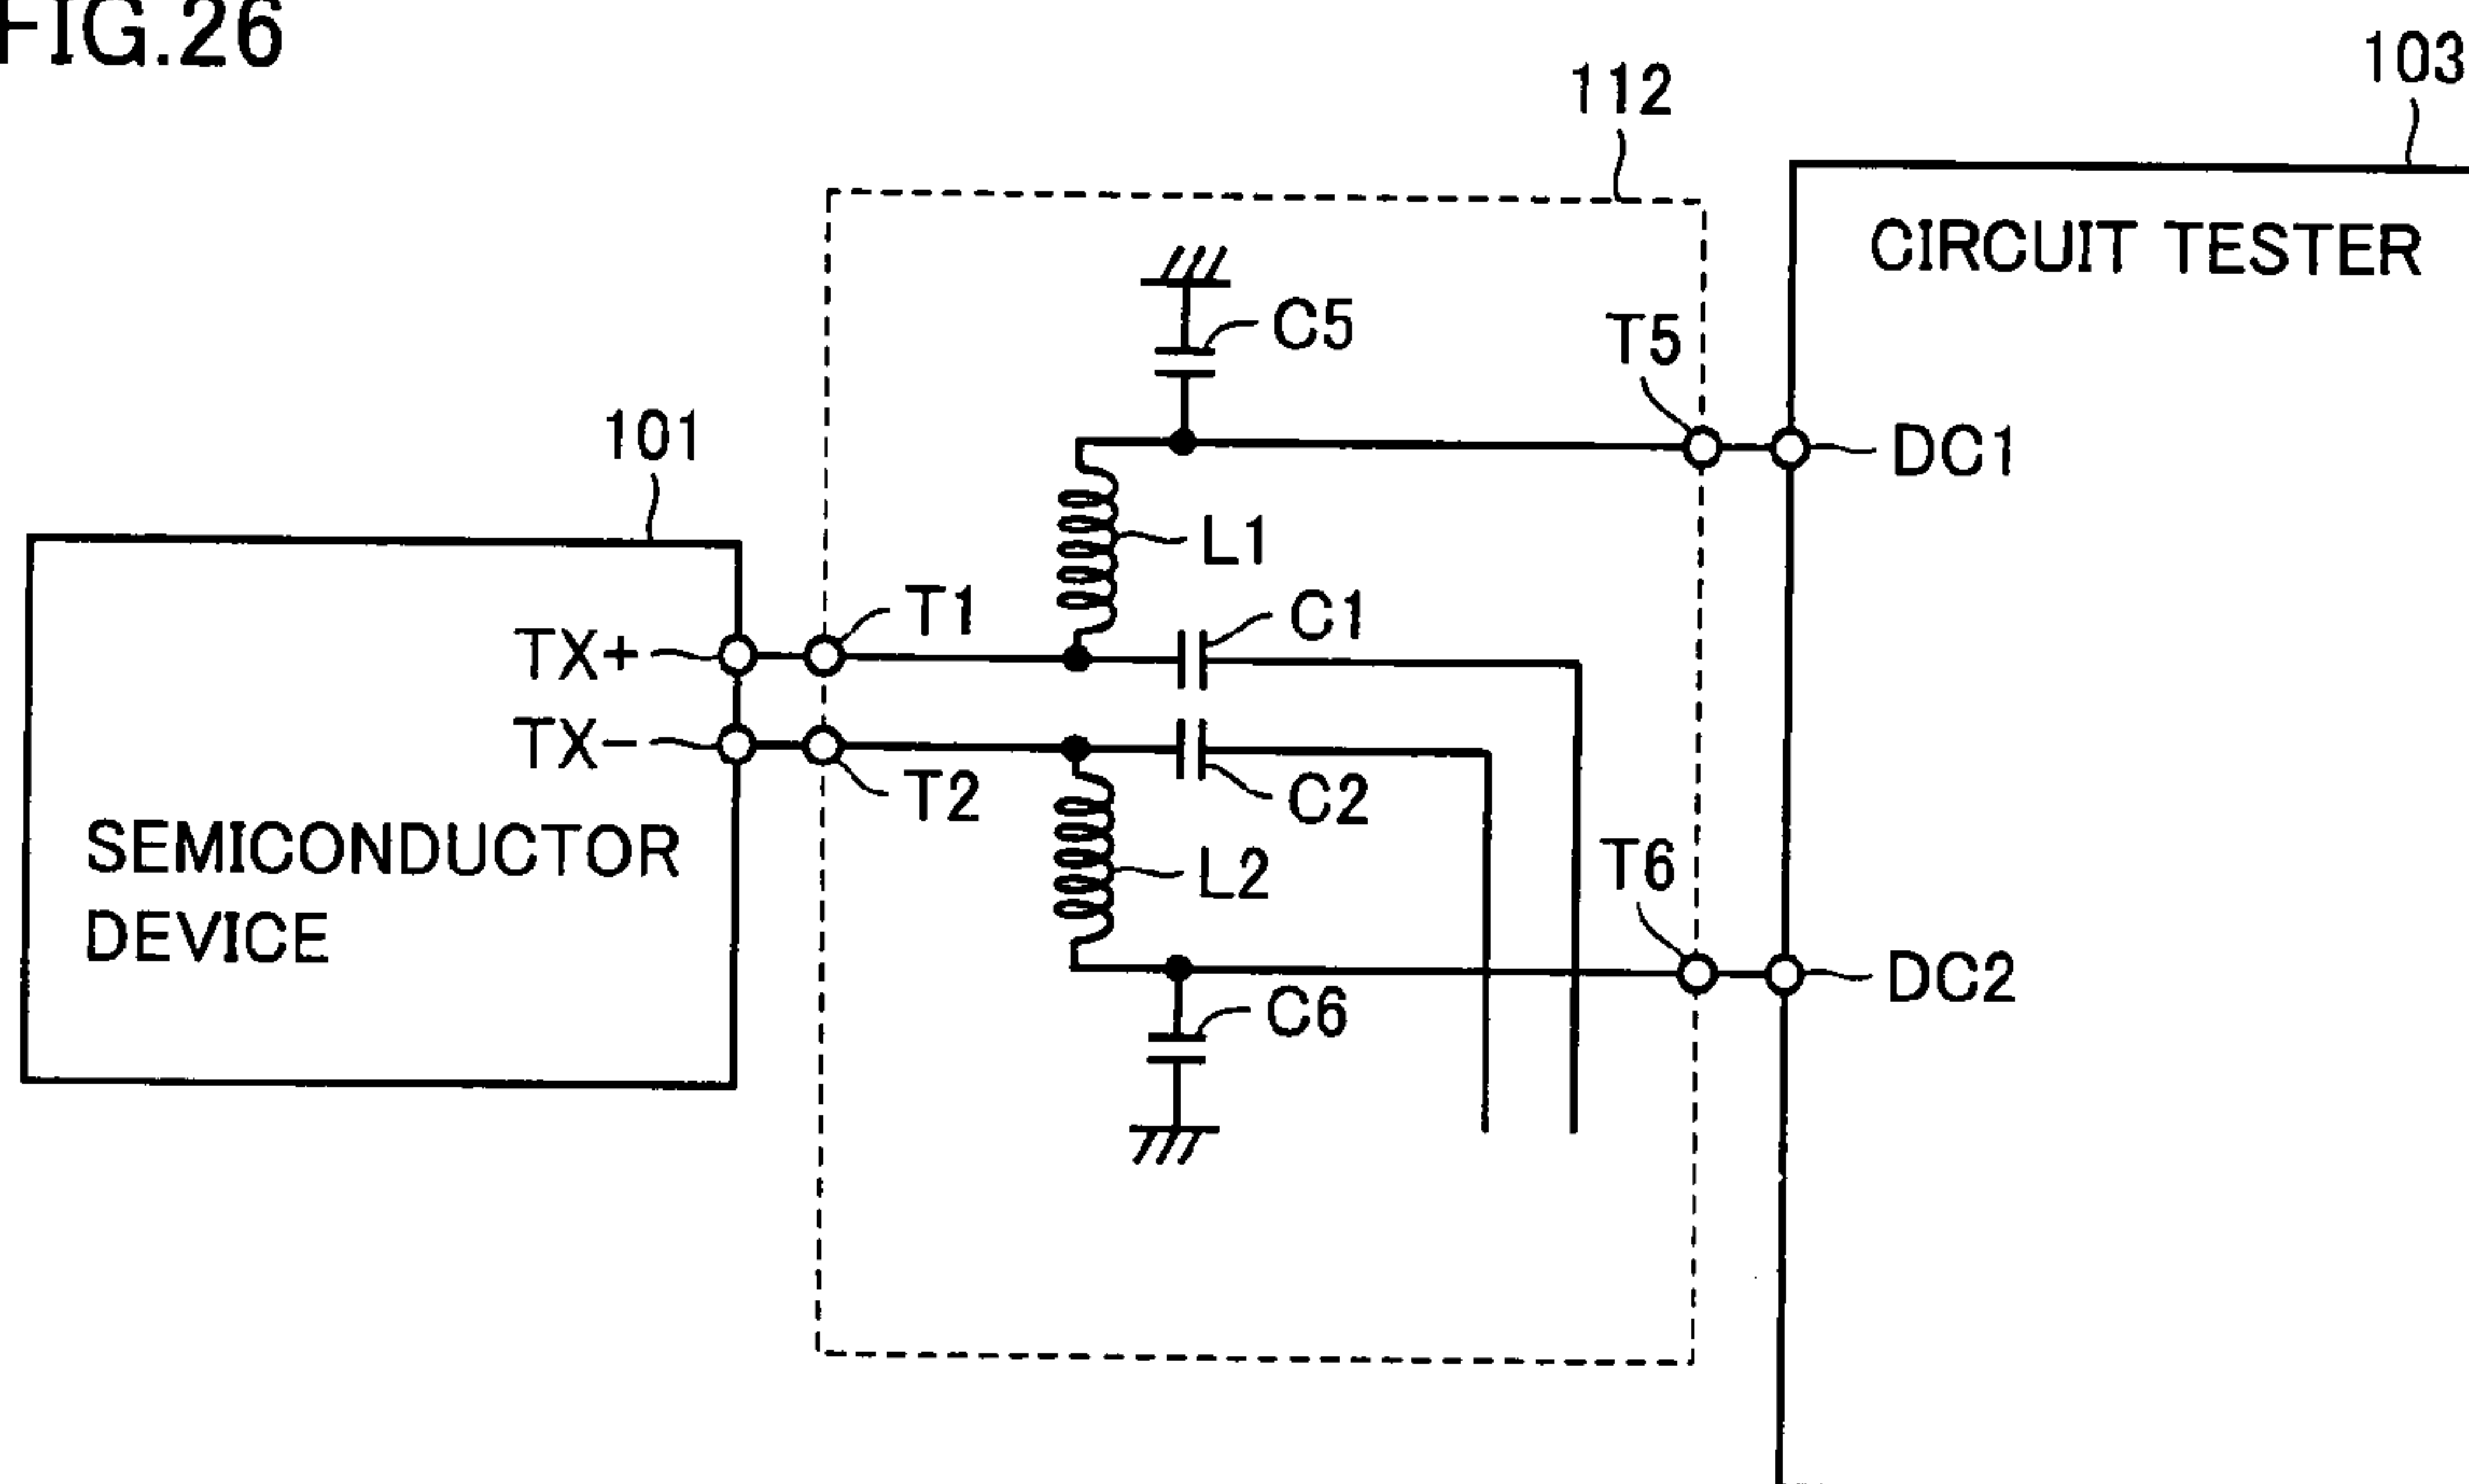 FIG.26
103
112
CIRCUIT TESTER
C5
T5
101
DC1
L1
T1
C1
TX+
TX−
T2
C2
SEMICONDUCTOR
DEVICE
L2
T6
DC2
C6